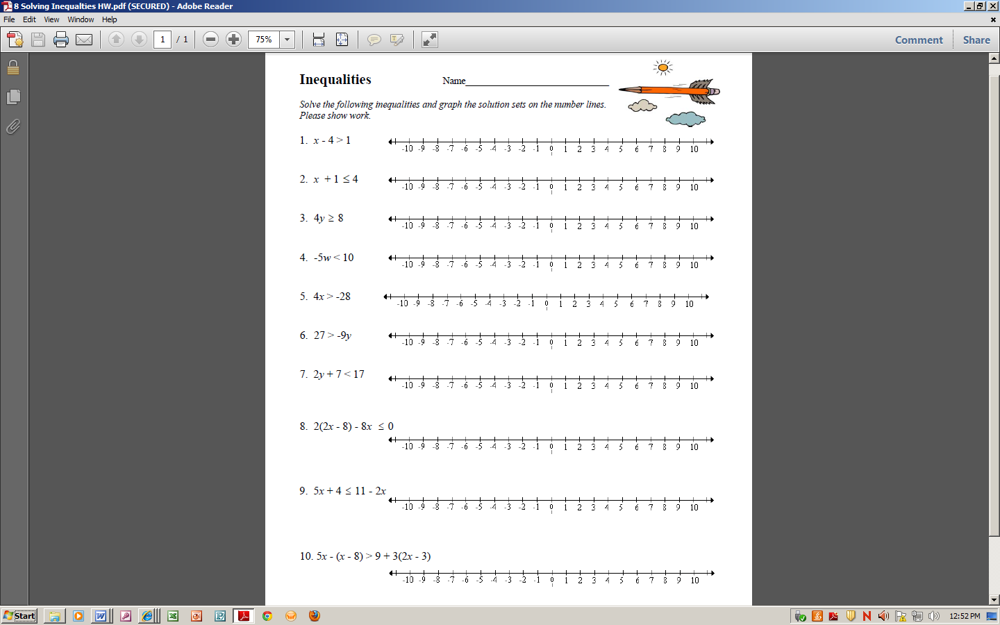 8 Solving Inequalties HW.pdf (SECURED) - Adobe Reader
File Edit View Window Help
1 / 1 75% Comment Share
Inequalities Name
Solve the following inequalities and graph the solution sets on the number lines.
Please show work.
1. x - 4 > 1
-10 -9 -8 -7 -6 -5 -4 -3 -2 -1 0 1 2 3 4 5 6 7 8 9 10
2. x + 1 ≤ 4
-10 -9 -8 -7 -6 -5 -4 -3 -2 -1 0 1 2 3 4 5 6 7 8 9 10
3. 4y ≥ 8
-10 -9 -8 -7 -6 -5 -4 -3 -2 -1 0 1 2 3 4 5 6 7 8 9 10
4. -5w < 10
-10 -9 -8 -7 -6 -5 -4 -3 -2 -1 0 1 2 3 4 5 6 7 8 9 10
5. 4x > -28
-10 -9 -8 -7 -6 -5 -4 -3 -2 -1 0 1 2 3 4 5 6 7 8 9 10
6. 27 > -9y
-10 -9 -8 -7 -6 -5 -4 -3 -2 -1 0 1 2 3 4 5 6 7 8 9 10
7. 2y + 7 < 17
-10 -9 -8 -7 -6 -5 -4 -3 -2 -1 0 1 2 3 4 5 6 7 8 9 10
8. 2(2x - 8) - 8x ≤ 0
-10 -9 -8 -7 -6 -5 -4 -3 -2 -1 0 1 2 3 4 5 6 7 8 9 10
9. 5x + 4 ≤ 11 - 2x
-10 -9 -8 -7 -6 -5 -4 -3 -2 -1 0 1 2 3 4 5 6 7 8 9 10
10. 5x - (x - 8) > 9 + 3(2x - 3)
-10 -9 -8 -7 -6 -5 -4 -3 -2 -1 0 1 2 3 4 5 6 7 8 9 10
Start 12:52 PM